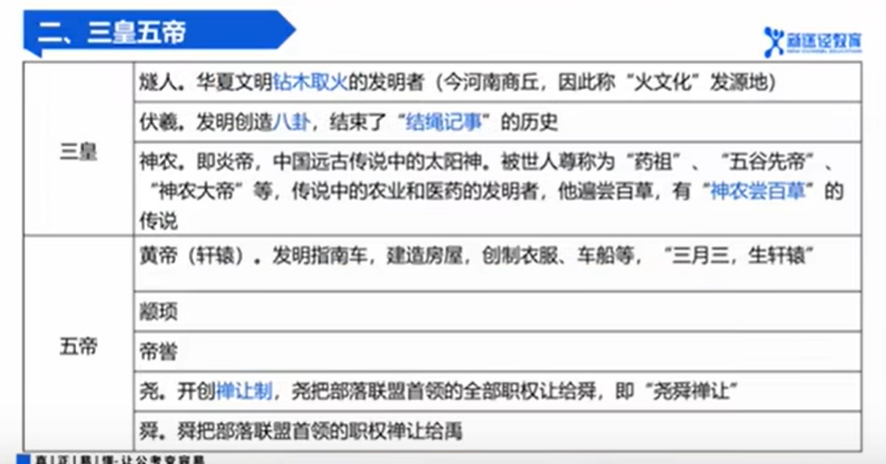 二、三皇五帝
新途径教育
三皇
燧人。华夏文明钻木取火的发明者（今河南商丘，因此称“火文化”发源地）
伏羲。发明创造八卦，结束了“结绳记事”的历史
神农。即炎帝，中国远古传说中的太阳神。被世人尊称为“药祖”、“五谷先帝”、
“神农大帝”等，传说中的农业和医药的发明者，他遍尝百草，有“神农尝百草”的
传说
五帝
黄帝（轩辕）。发明指南车，建造房屋，创制衣服、车船等，“三月三，生轩辕”
颛顼
帝喾
尧。开创禅让制，尧把部落联盟首领的全部职权让给舜，即“尧舜禅让”
舜。舜把部落联盟首领的职权禅让给禹
真|正|易|懂·让公考变容易